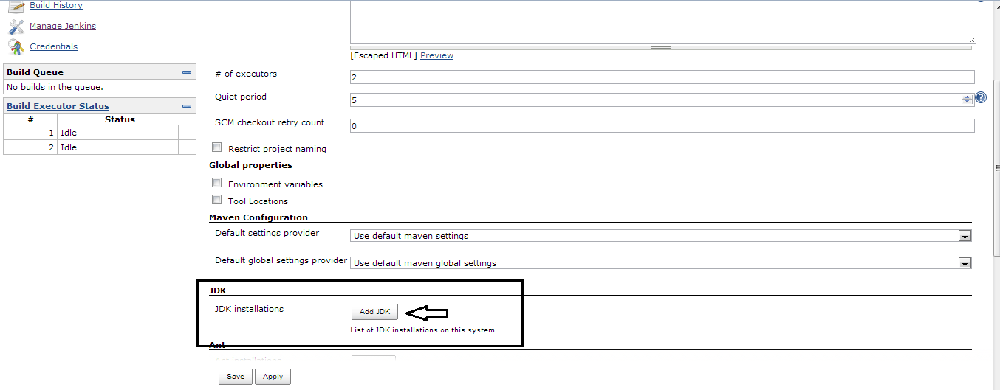 Build History
Manage Jenkins
Credentials
Build Queue
No builds in the queue.
Build Executor Status
# Status
1 Idle
2 Idle
[Escaped HTML] Preview
# of executors 2
Quiet period 5
SCM checkout retry count 0
Restrict project naming
Global properties
Environment variables
Tool Locations
Maven Configuration
Default settings provider Use default maven settings
Default global settings provider Use default maven global settings
JDK
JDK installations Add JDK
List of JDK installations on this system
Ant
Ant installations
Save Apply